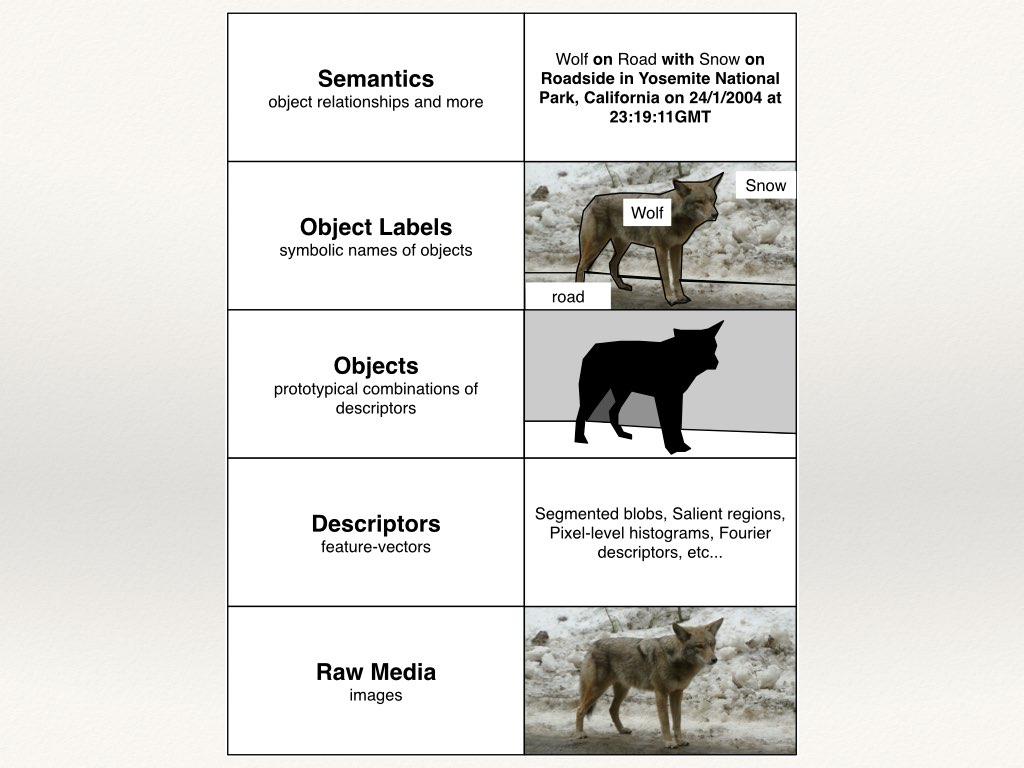 Semantics
object relationships and more
Wolf on Road with Snow on
Roadside in Yosemite National
Park, California on 24/1/2004 at
23:19:11GMT
Object Labels
symbolic names of objects
Snow
Wolf
road
Objects
prototypical combinations of
descriptors
Descriptors
feature-vectors
Segmented blobs, Salient regions,
Pixel-level histograms, Fourier
descriptors, etc...
Raw Media
images